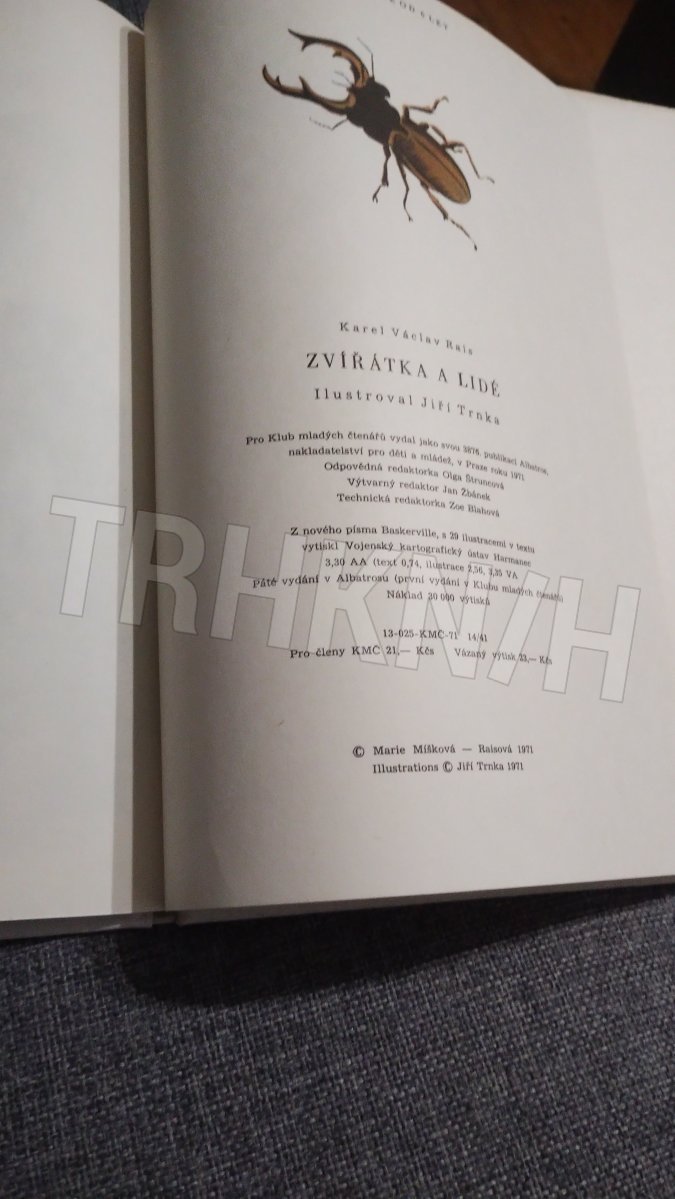 OD 6 LET
Karel Václav Rais
ZVÍŘÁTKA A LIDÉ
Ilustroval Jiří Trnka
Pro Klub mladých čtenářů vydal jako svou 3876. publikaci Albatros,
nakladatelství pro děti a mládež, v Praze roku 1971
Odpovědná redaktorka Olga Štruncová
Výtvarný redaktor Jan Žbánek
Technická redaktorka Zoe Blahová
Z nového písma Baskerville, s 29 ilustracemi v textu
vytiskl Vojenský kartografický ústav Harmanec
3,30 AA (text 0,74, ilustrace 2,56, 3,35 VA
Páté vydání v Albatrosu (první vydání v Klubu mladých čtenářů)
Náklad 30 000 výtisků
13-025-KMČ-71 14/41
Pro členy KMČ 21,— Kčs Vázaný výtisk 23,— Kčs
© Marie Míšková — Raisová 1971
Illustrations © Jiří Trnka 1971
TRHKNIH